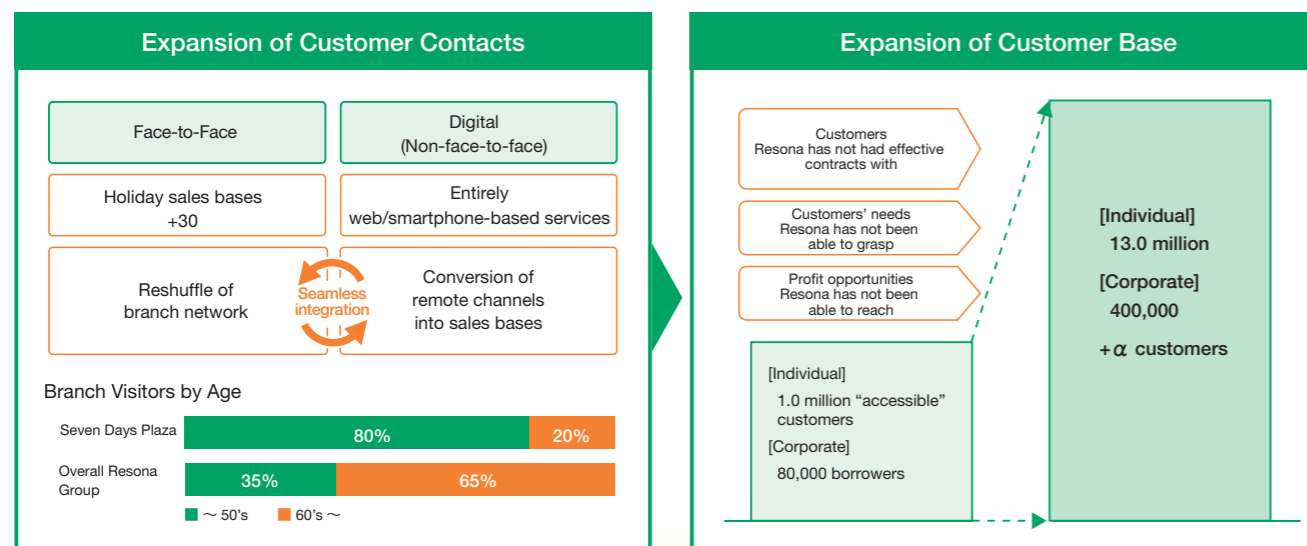 Expansion of Customer Contacts
Face-to-Face
Digital
(Non-face-to-face)
Holiday sales bases
+30
Entirely
web/smartphone-based services
Reshuffle of
branch network
Seamless
integration
Conversion of
remote channels
into sales bases
Branch Visitors by Age
Seven Days Plaza
80%
20%
Overall Resona
Group
35%
65%
～ 50's
60's ～
Expansion of Customer Base
Customers
Resona has not had effective
contracts with
Customers' needs
Resona has not been
able to grasp
Profit opportunities
Resona has not been
able to reach
[Individual]
1.0 million “accessible”
customers
[Corporate]
80,000 borrowers
[Individual]
13.0 million
[Corporate]
400,000
+α customers